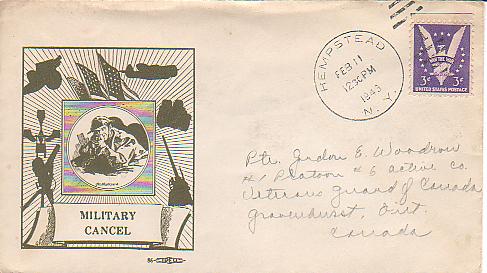 HEMPSTEAD
FEB 11
12 30 PM
1943
N. Y.
WIN THE WAR
3¢ 3¢
UNITED STATES POSTAGE
Pte. Gordon E. Woodrow
#1 Platoon #6 active co.
Veterans guard of Canada
Gravenhurst, Ont.
Canada
MILITARY
CANCEL